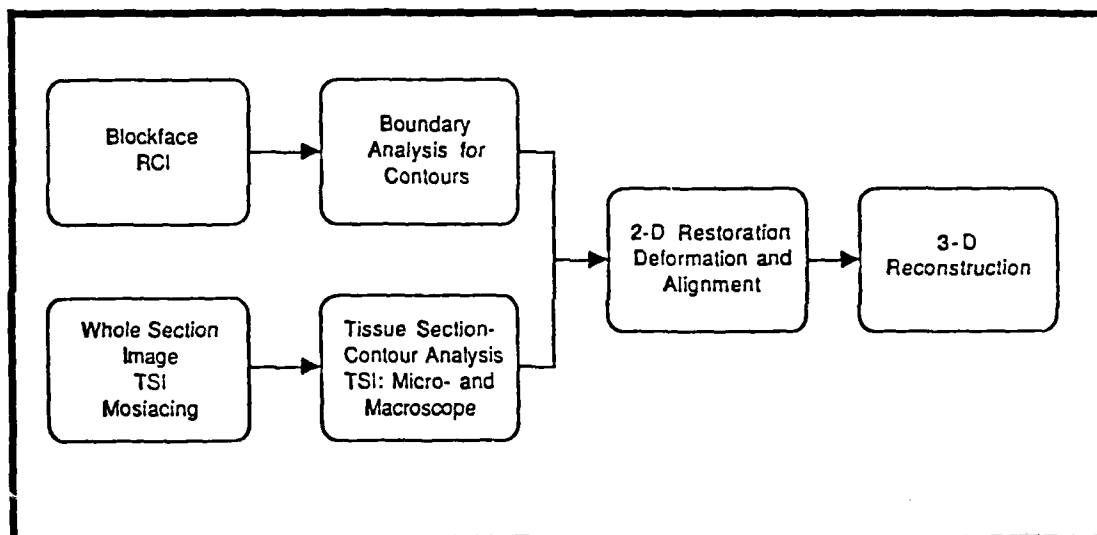 Blockface
RCI
Boundary
Analysis for
Contours
Whole Section
Image
TSI
Mosiacing
Tissue Section-
Contour Analysis
TSI: Micro- and
Macroscope
2-D Restoration
Deformation and
Alignment
3-D
Reconstruction